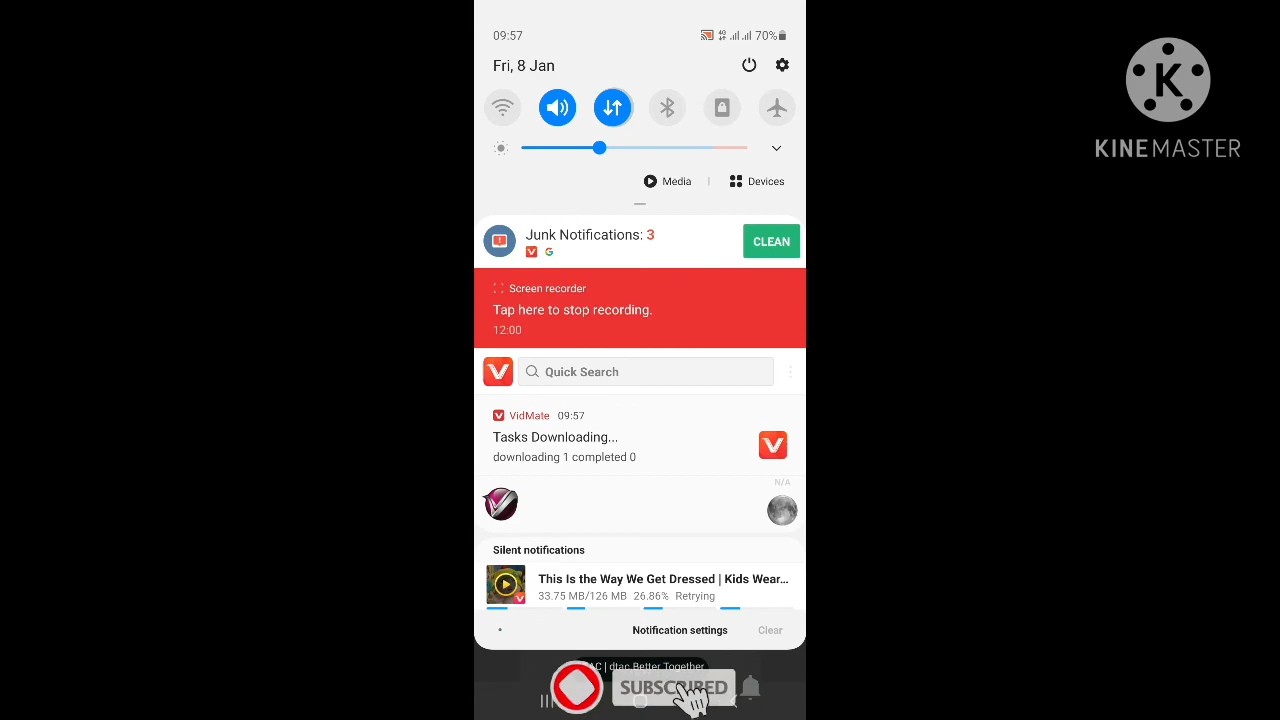 09:57
4G
70%
Fri, 8 Jan
K
KINEMASTER
Media
Devices
Junk Notifications: 3
G
CLEAN
Screen recorder
Tap here to stop recording.
12:00
Quick Search
VidMate 09:57
Tasks Downloading...
downloading 1 completed 0
N/A
Silent notifications
This Is the Way We Get Dressed | Kids Wear...
33.75 MB/126 MB 26.86% Retrying
Notification settings
Clear
| dtac.Better Together
SUBSCRIBED